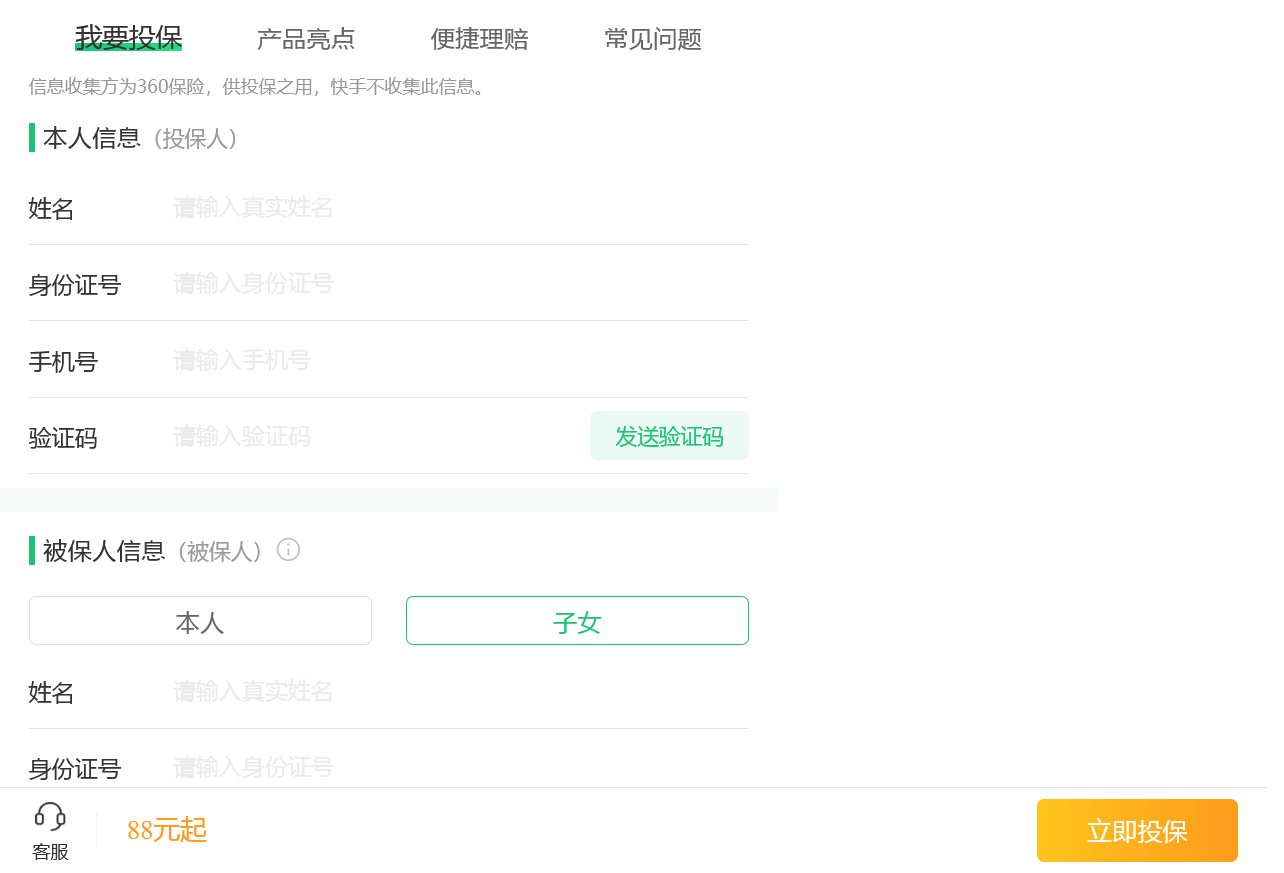 我要投保 产品亮点 便捷理赔 常见问题
信息收集方为360保险，供投保之用，快手不收集此信息。
本人信息（投保人）
姓名 请输入真实姓名
身份证号 请输入身份证号
手机号 请输入手机号
验证码 请输入验证码 发送验证码
被保人信息（被保人）
本人 子女
姓名 请输入真实姓名
身份证号 请输入身份证号
客服 88元起 立即投保